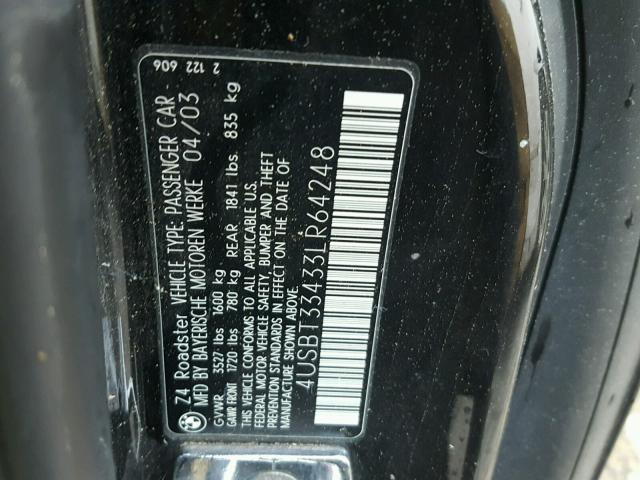 Z4 Roadster VEHICLE TYPE: PASSENGER CAR
MFD BY BAYERISCHE MOTOREN WERKE 04/03
GVWR 3527 lbs 1600 kg
GAWR FRONT 1720 lbs 780 kg REAR 1841 lbs. 835 kg
THIS VEHICLE CONFORMS TO ALL APPLICABLE U.S.
FEDERAL MOTOR VEHICLE SAFETY, BUMPER AND THEFT
PREVENTION STANDARDS IN EFFECT ON THE DATE OF
MANUFACTURE SHOWN ABOVE.
4USBT33433LR64248
2 122 606